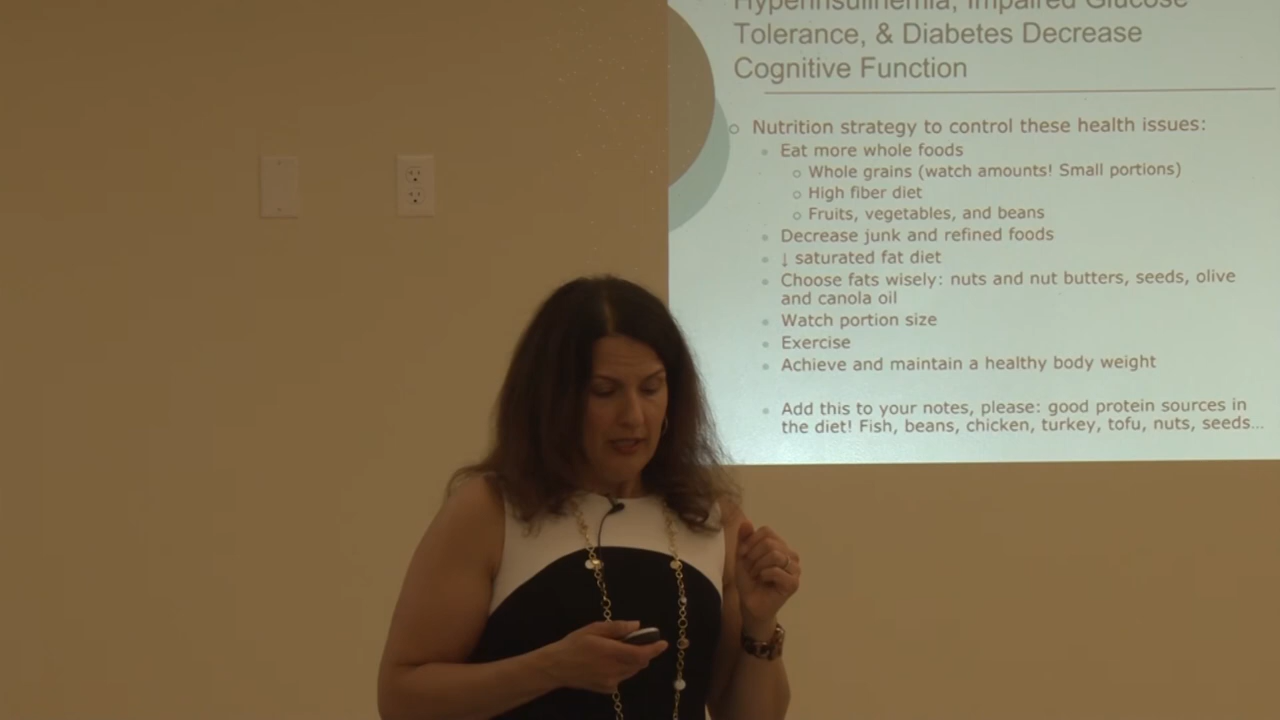 Hyperinsulinemia, Impaired Glucose
Tolerance, & Diabetes Decrease
Cognitive Function
Nutrition strategy to control these health issues:
Eat more whole foods
Whole grains (watch amounts! Small portions)
High fiber diet
Fruits, vegetables, and beans
Decrease junk and refined foods
↓ saturated fat diet
Choose fats wisely: nuts and nut butters, seeds, olive
and canola oil
Watch portion size
Exercise
Achieve and maintain a healthy body weight
Add this to your notes, please: good protein sources in
the diet! Fish, beans, chicken, turkey, tofu, nuts, seeds…